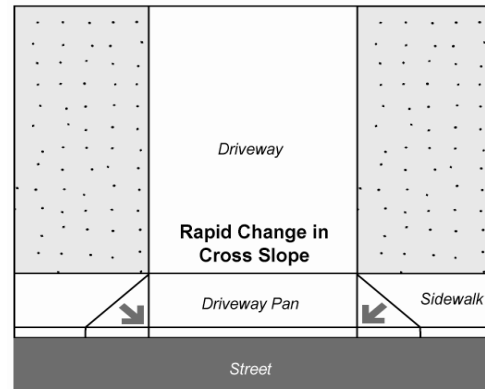 Driveway
Rapid Change in
Cross Slope
Driveway Pan
Sidewalk
Street